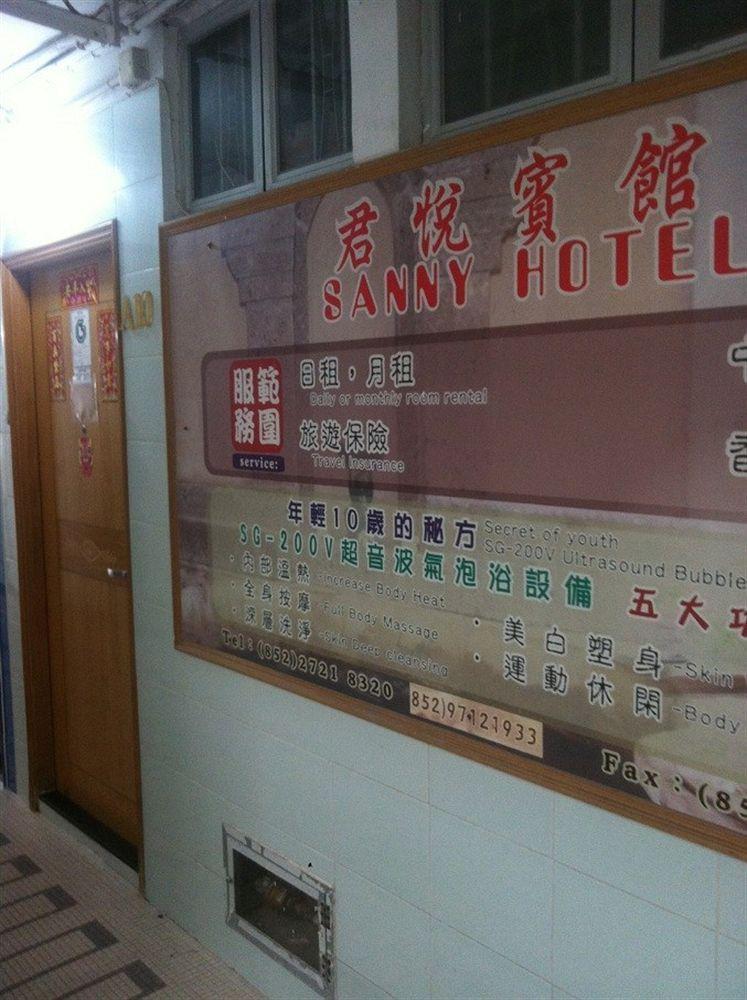 君悅賓館
SANNY HOTEL
服務範圍
service:
日租，月租
Daily or monthly room rental
旅遊保險
Travel Insurance
年輕10歲的秘方 Secret of youth
SG-200V Ultrasound Bubble
SG-200V超音波氣泡浴設備 五大
·內部溫熱 -Increase Body Heat
·全身按摩 -Full Body Massage
·深層洗淨 -Skin Deep cleansing
·美白塑身 -Skin
·運動休閑 -Body
Tel：(852)2721 8320
852)97121933
Fax：(85
A10